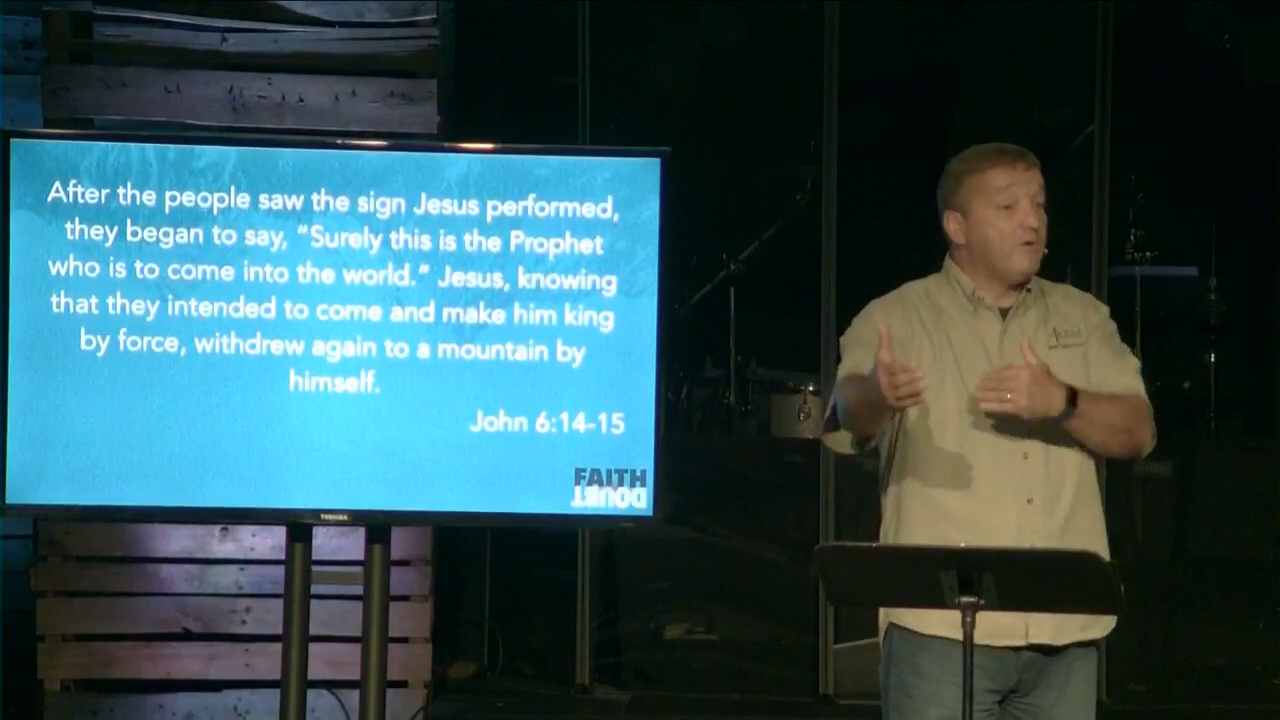 After the people saw the sign Jesus performed,
they began to say, “Surely this is the Prophet
who is to come into the world.” Jesus, knowing
that they intended to come and make him king
by force, withdrew again to a mountain by
himself.
John 6:14-15
FAITH
DOUBT
TOSHIBA